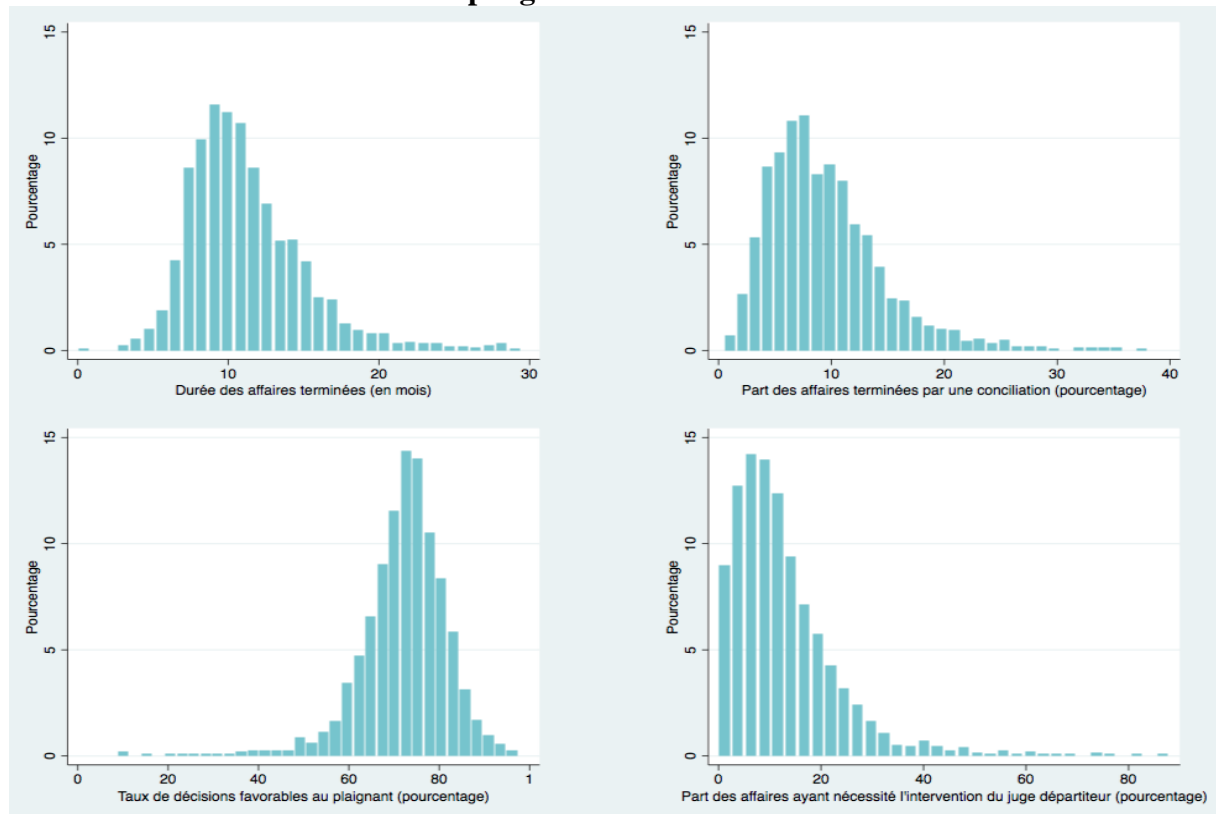 15
10
5
0
Pourcentage
0 10 20 30
Durée des affaires terminées (en mois)
15
10
5
0
Pourcentage
0 10 20 30 40
Part des affaires terminées par une conciliation (pourcentage)
15
10
5
0
Pourcentage
0 20 40 60 80 1
Taux de décisions favorables au plaignant (pourcentage)
15
10
5
0
Pourcentage
0 20 40 60 80
Part des affaires ayant nécessité l'intervention du juge départiteur (pourcentage)